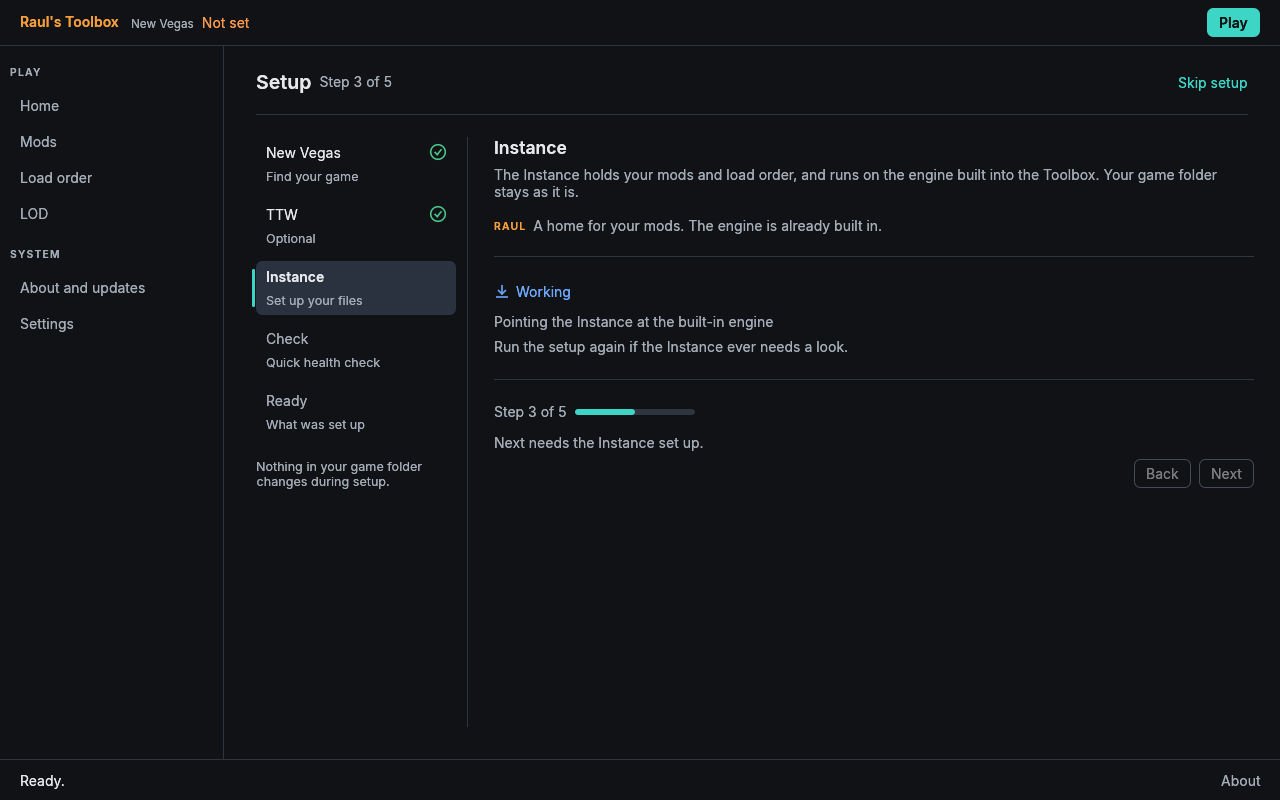 Raul's Toolbox New Vegas Not set
Play
PLAY
Home
Mods
Load order
LOD
SYSTEM
About and updates
Settings
Setup Step 3 of 5
Skip setup
New Vegas
Find your game
TTW
Optional
Instance
Set up your files
Check
Quick health check
Ready
What was set up
Nothing in your game folder
changes during setup.
Instance
The Instance holds your mods and load order, and runs on the engine built into the Toolbox. Your game folder
stays as it is.
RAUL A home for your mods. The engine is already built in.
Working
Pointing the Instance at the built-in engine
Run the setup again if the Instance ever needs a look.
Step 3 of 5
Next needs the Instance set up.
Back
Next
Ready.
About